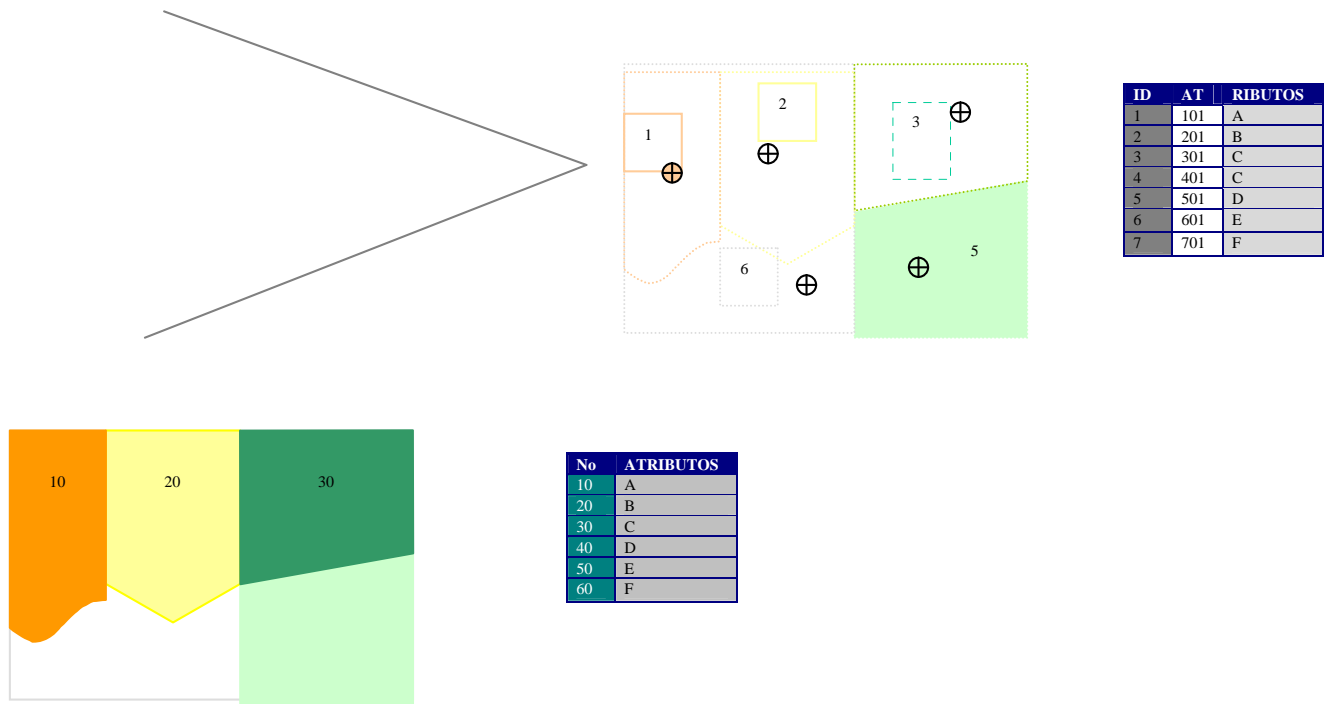 1
2
3
5
6
ID AT RIBUTOS
1 101 A
2 201 B
3 301 C
4 401 C
5 501 D
6 601 E
7 701 F
10
20
30
No ATRIBUTOS
10 A
20 B
30 C
40 D
50 E
60 F